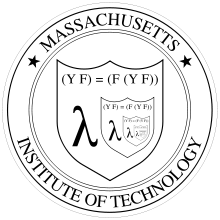 MASSACHUSETTS
(Y F) = (F (Y F))
λ
(Y F) = (F (Y F))
λ
λ
INSTITUTE OF TECHNOLOGY